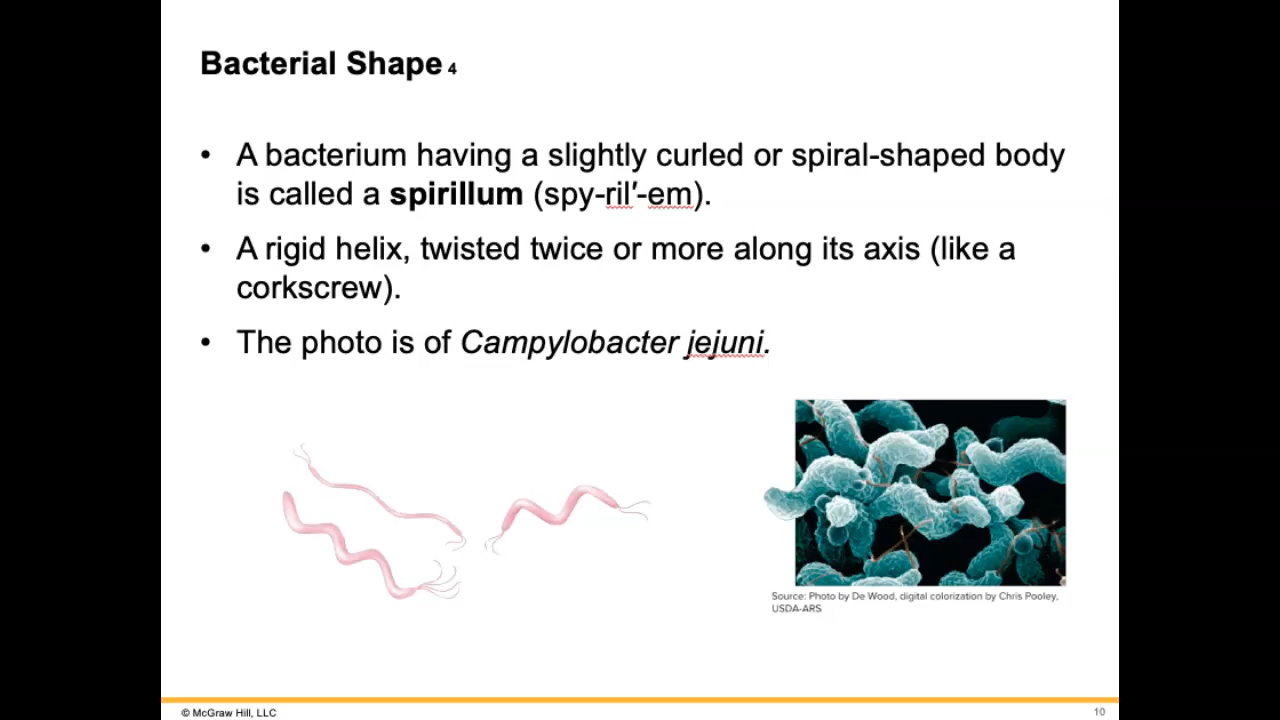 Bacterial Shape 4
• A bacterium having a slightly curled or spiral-shaped body
is called a spirillum (spy-ril′-em).
• A rigid helix, twisted twice or more along its axis (like a
corkscrew).
• The photo is of Campylobacter jejuni.
Source: Photo by De Wood, digital colorization by Chris Pooley,
USDA-ARS
© McGraw Hill, LLC
10